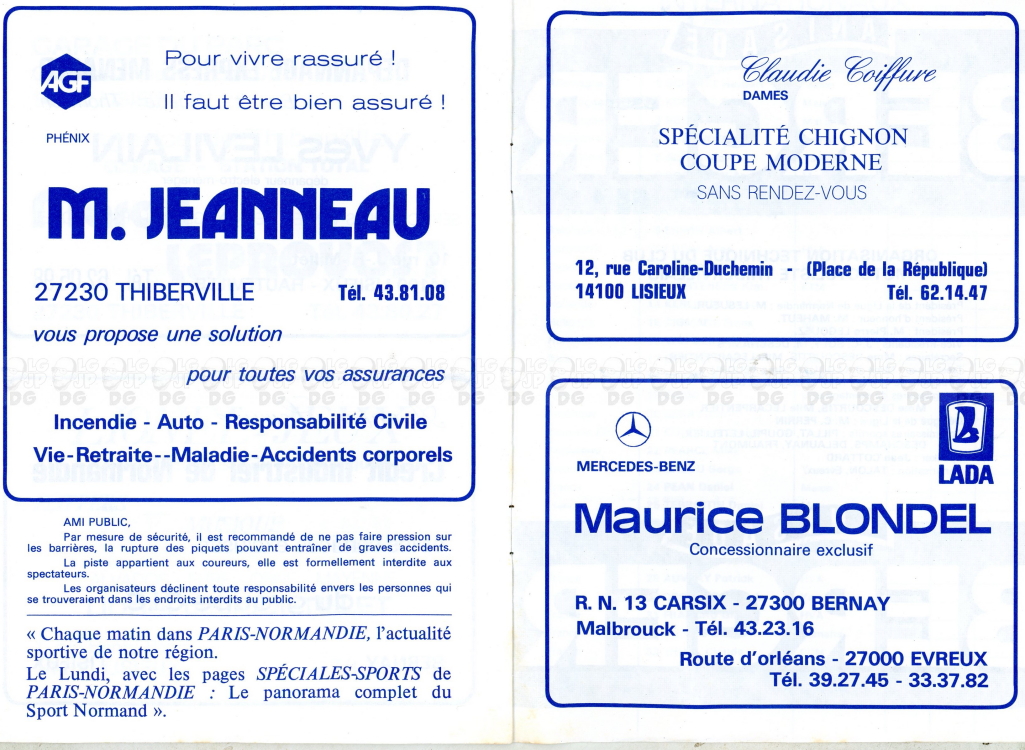 AGF
PHÉNIX
Pour vivre rassuré !
Il faut être bien assuré !
M. JEANNEAU
27230 THIBERVILLE Tél. 43.81.08
vous propose une solution
pour toutes vos assurances
Incendie - Auto - Responsabilité Civile
Vie-Retraite--Maladie-Accidents corporels
AMI PUBLIC,
Par mesure de sécurité, il est recommandé de ne pas faire pression sur
les barrières, la rupture des piquets pouvant entraîner de graves accidents.
La piste appartient aux coureurs, elle est formellement interdite aux
spectateurs.
Les organisateurs déclinent toute responsabilité envers les personnes qui
se trouveraient dans les endroits interdits au public.
« Chaque matin dans PARIS-NORMANDIE, l'actualité
sportive de notre région.
Le Lundi, avec les pages SPÉCIALES-SPORTS de
PARIS-NORMANDIE : Le panorama complet du
Sport Normand ».
Claudie Coiffure
DAMES
SPÉCIALITÉ CHIGNON
COUPE MODERNE
SANS RENDEZ-VOUS
12, rue Caroline-Duchemin - (Place de la République)
14100 LISIEUX Tél. 62.14.47
MERCEDES-BENZ
LADA
Maurice BLONDEL
Concessionnaire exclusif
R. N. 13 CARSIX - 27300 BERNAY
Malbrouck - Tél. 43.23.16
Route d'orléans - 27000 EVREUX
Tél. 39.27.45 - 33.37.82